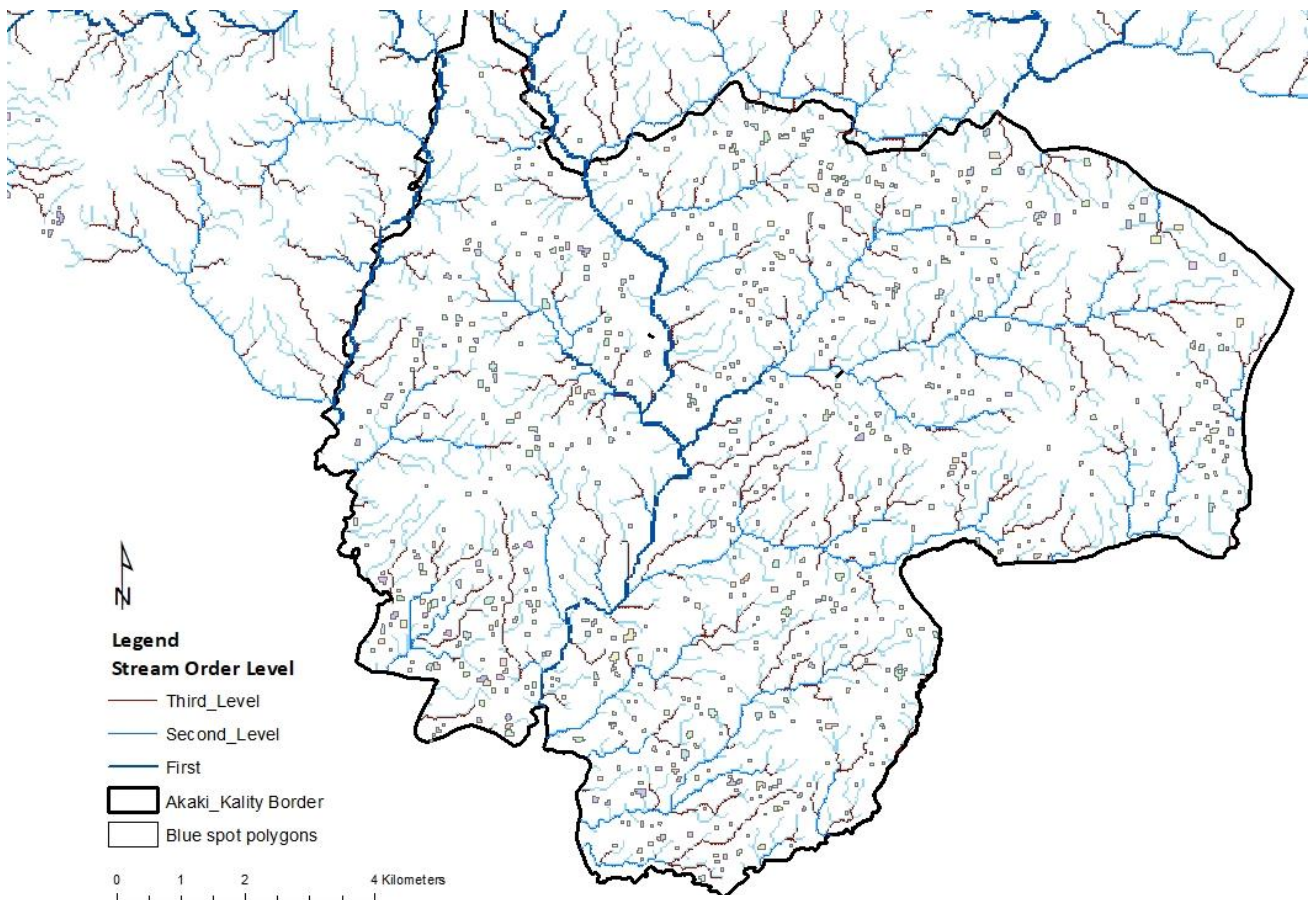 N
Legend
Stream Order Level
Third_Level
Second_Level
First
Akaki_Kality Border
Blue spot polygons
0 1 2 4 Kilometers